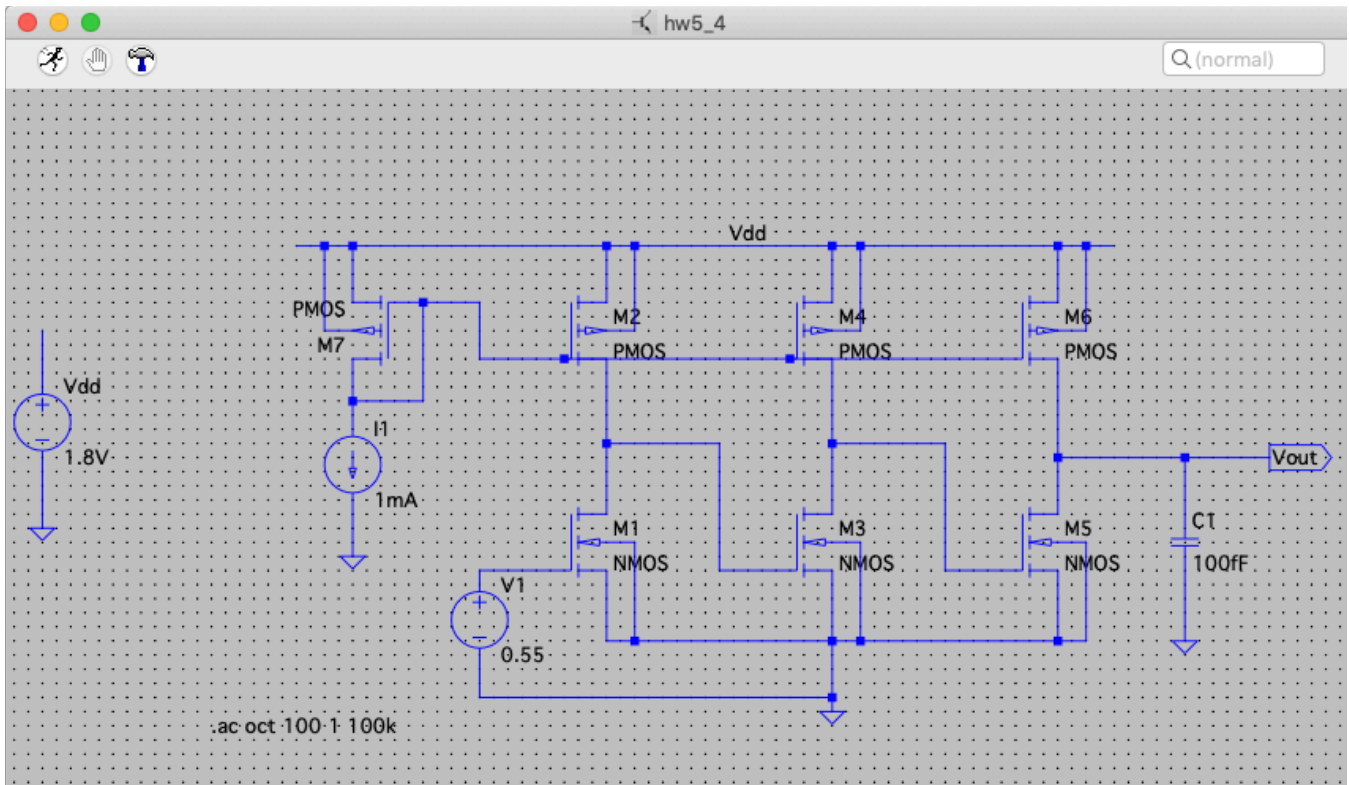 hw5_4
(normal)
Vdd
PMOS
M7
M2
PMOS
M4
PMOS
M6
PMOS
Vdd
1.8V
I1
1mA
M1
NMOS
M3
NMOS
M5
NMOS
Vout
C1
100fF
V1
0.55
.ac oct 100 1 100k